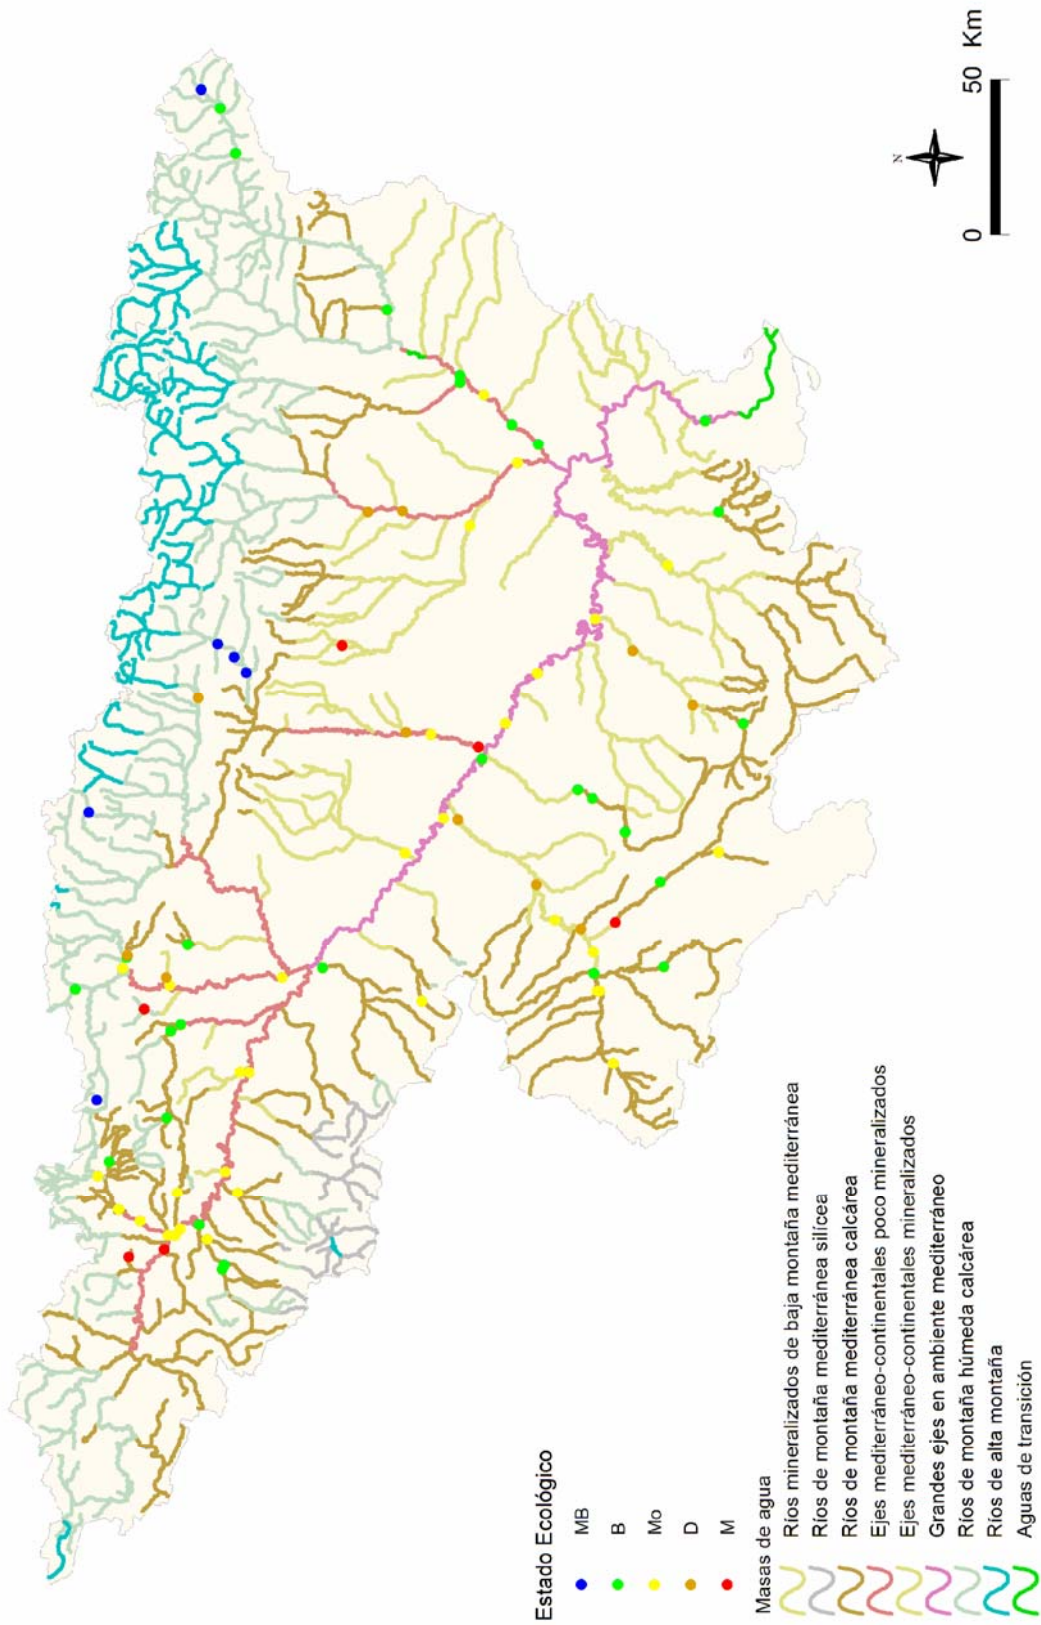 Estado Ecológico
MB
B
Mo
D
M
Masas de agua
Ríos mineralizados de baja montaña mediterránea
Ríos de montaña mediterránea silícea
Ríos de montaña mediterránea calcárea
Ejes mediterráneo-continentales poco mineralizados
Ejes mediterráneo-continentales mineralizados
Grandes ejes en ambiente mediterráneo
Ríos de montaña húmeda calcárea
Ríos de alta montaña
Aguas de transición
N
0 50 Km